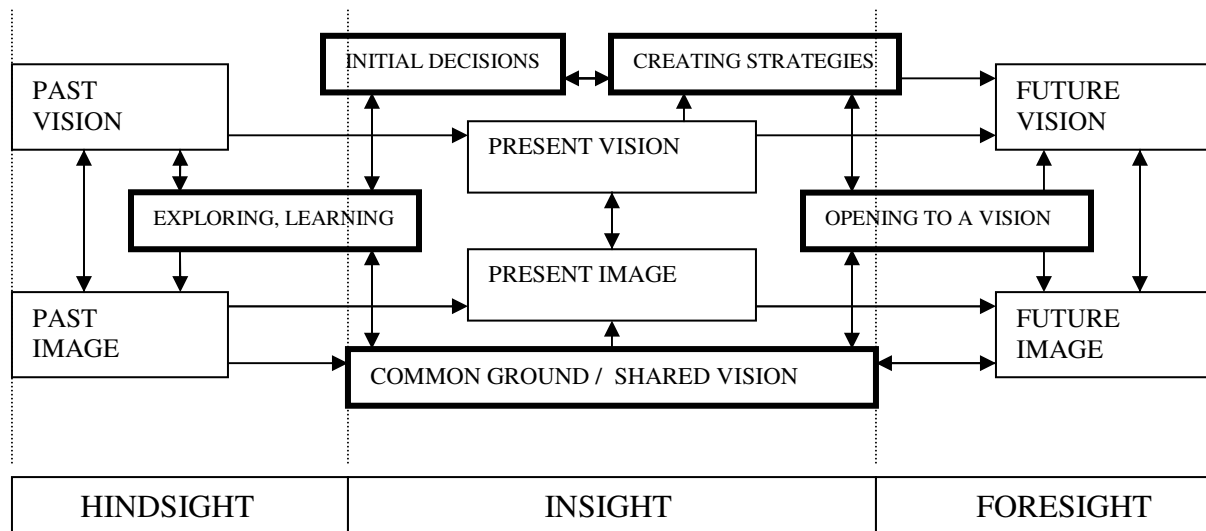 INITIAL DECISIONS
CREATING STRATEGIES
PAST
VISION
FUTURE
VISION
PRESENT VISION
EXPLORING, LEARNING
OPENING TO A VISION
PRESENT IMAGE
PAST
IMAGE
FUTURE
IMAGE
COMMON GROUND / SHARED VISION
HINDSIGHT
INSIGHT
FORESIGHT